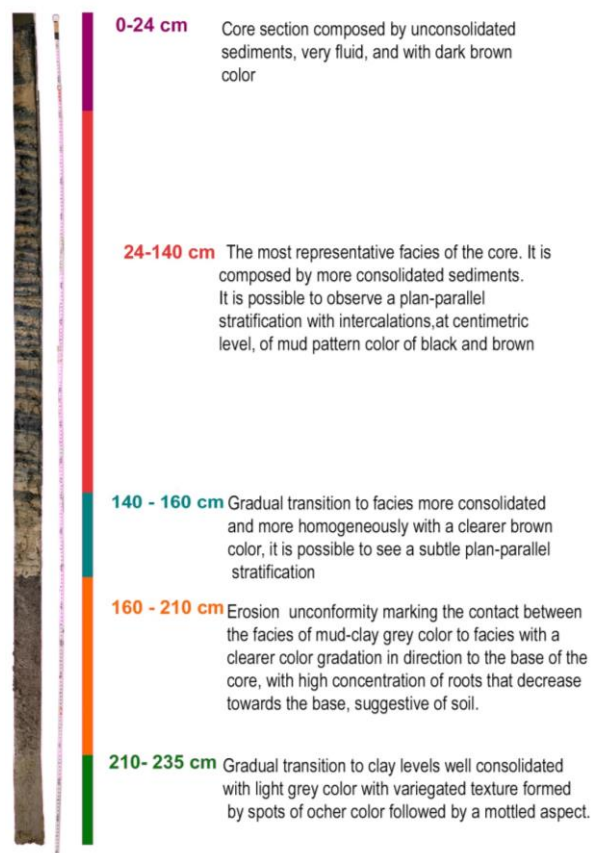 0-24 cm Core section composed by unconsolidated
sediments, very fluid, and with dark brown
color
24-140 cm The most representative facies of the core. It is
composed by more consolidated sediments.
It is possible to observe a plan-parallel
stratification with intercalations,at centimetric
level, of mud pattern color of black and brown
140 - 160 cm Gradual transition to facies more consolidated
and more homogeneously with a clearer brown
color, it is possible to see a subtle plan-parallel
stratification
160 - 210 cm Erosion unconformity marking the contact between
the facies of mud-clay grey color to facies with a
clearer color gradation in direction to the base of the
core, with high concentration of roots that decrease
towards the base, suggestive of soil.
210- 235 cm Gradual transition to clay levels well consolidated
with light grey color with variegated texture formed
by spots of ocher color followed by a mottled aspect.